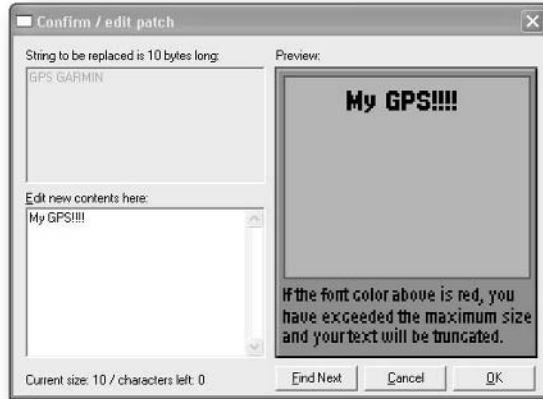 Confirm / edit patch
String to be replaced is 10 bytes long:
GPS GARMIN
Edit new contents here:
My GPS!!!!
Current size: 10 / characters left: 0
Preview:
My GPS!!!!
If the font color above is red, you
have exceeded the maximum size
and your text will be truncated.
Find Next
Cancel
OK